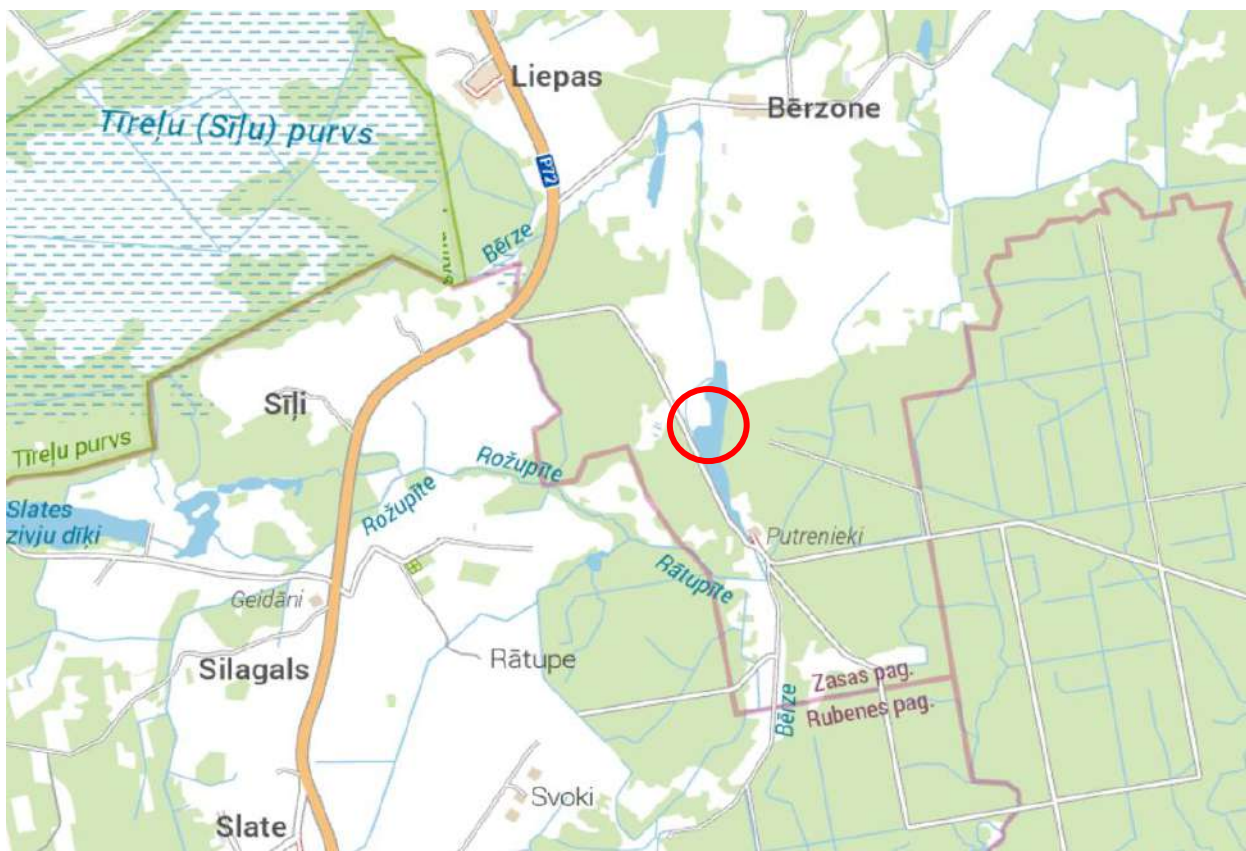 Liepas
Bērzone
Tīreļu (Sīļu) purvs
P72
Bērze
Sīļi
Tīreļu purvs
Rožupīte
Rožupīte
Slates
zivju dīķi
Putrenieki
Rātupīte
Geidāni
Silagals
Rātupe
Zasas pag.
Rubenes pag.
Bērze
Svoki
Slate